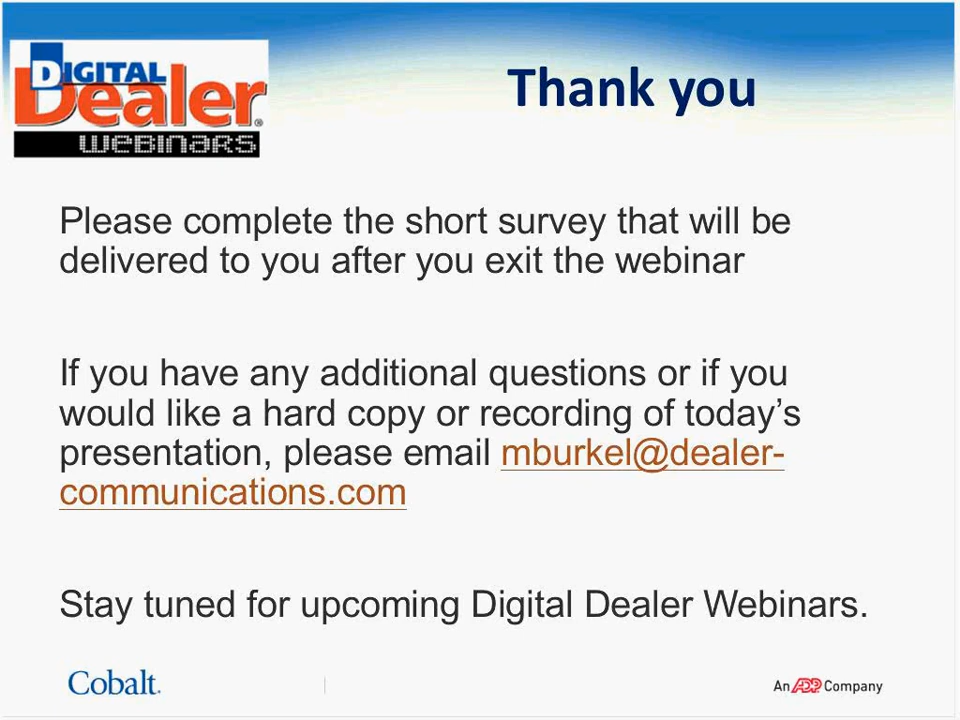 DIGITAL
Dealer®
WEBINARS
Thank you
Please complete the short survey that will be
delivered to you after you exit the webinar
If you have any additional questions or if you
would like a hard copy or recording of today’s
presentation, please email mburkel@dealer-
communications.com
Stay tuned for upcoming Digital Dealer Webinars.
Cobalt.
An ADP Company